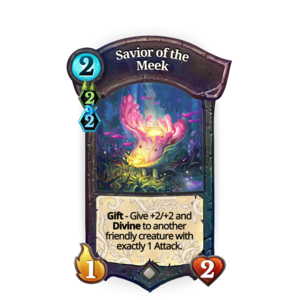 Savior of the
Meek
2
2
2
Gift - Give +2/+2 and
Divine to another
friendly creature with
exactly 1 Attack.
1
2